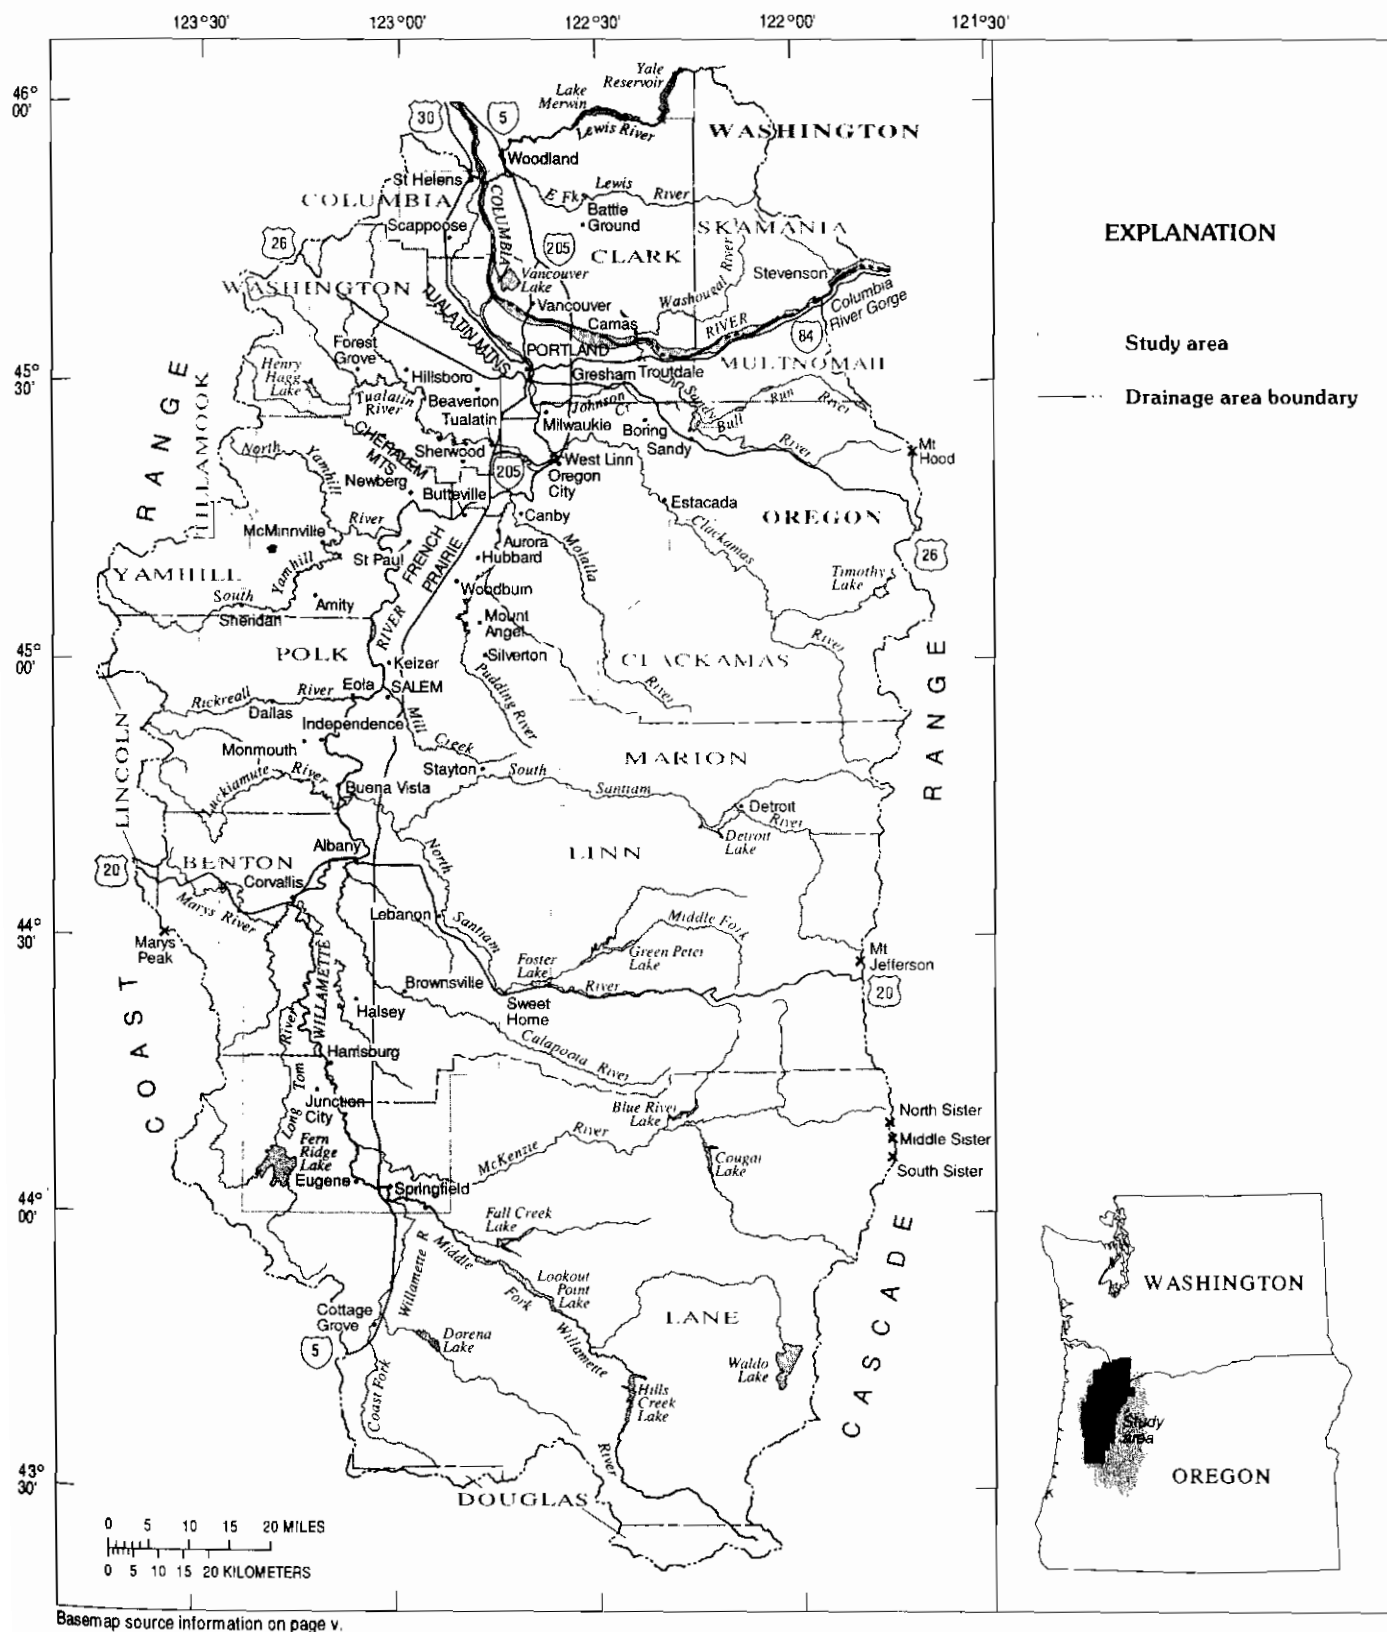 123°30' 123°00' 122°30' 122°00' 121°30'
46°
00'
45°
30'
45°
00'
44°
30'
44°
00'
43°
30'
Yale
Reservoir
Lake
Merwin
Lewis River
WASHINGTON
30
5
Woodland
St Helens
COLUMBIA
Scappoose
E Fk Lewis River
Battle
Ground
COLUMBIA
SKAMANIA
26
205
CLARK
Stevenson
Vancouver
Lake
Washougal River
WASHINGTON
TUALATIN MTNS
Vancouver
Camas
RIVER
Columbia
River Gorge
84
PORTLAND
Forest
Grove
Henry
Hagg
Lake
Hillsboro
Gresham
Troutdale
MULTNOMAH
Tualatin
River
Beaverton
Tualatin
Johnson
Cr
Sandy
Bull Run River
River
Milwaukie
Boring
Sandy
Mt
Hood
CHEHALEM
MTS
Sherwood
205
West Linn
Oregon
City
North Yamhill River
Newberg
Butteville
Estacada
TILLAMOOK
Canby
OREGON
McMinnville
Yamhill
St Paul
FRENCH
PRAIRIE
Aurora
Hubbard
Molalla
Clackamas
26
Timothy
Lake
YAMHILL
South
Sheridan
Amity
Woodburn
Mount
Angel
RIVER
River
POLK
Keizer
Silverton
CLACKAMAS
Eola
SALEM
Pudding River
River
Rickreall River
Dallas
Independence
Mill
Creek
Monmouth
MARION
LINCOLN
Luckiamute River
Stayton
South Santiam
Buena Vista
Detroit
River
Detroit
Lake
Albany
North
LINN
20
BENTON
Corvallis
Marys River
Lebanon
Santiam
Middle Fork
Green Peter
Lake
Marys
Peak
WILLAMETTE
Foster
Lake
River
Mt
Jefferson
20
Brownsville
Halsey
Sweet
Home
Calapooia River
Harrisburg
River
Tom
Long
Junction
City
Blue River
Lake
North Sister
Middle Sister
South Sister
McKenzie River
Cougar
Lake
Fern
Ridge
Lake
Eugene
Springfield
Fall Creek
Lake
Willamette R
Middle
Fork
Willamette
River
Lookout
Point
Lake
LANE
Cottage
Grove
5
Dorena
Lake
Waldo
Lake
Coast Fork
Hills
Creek
Lake
DOUGLAS
COAST RANGE
CASCADE RANGE
EXPLANATION
Study area
Drainage area boundary
WASHINGTON
Study
area
OREGON
0 5 10 15 20 MILES
0 5 10 15 20 KILOMETERS
Basemap source information on page v.